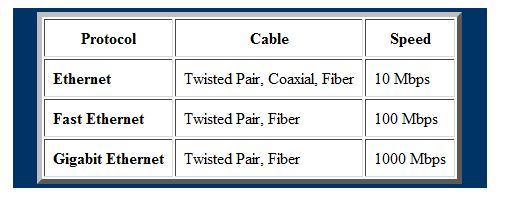 Protocol Cable Speed
Ethernet Twisted Pair, Coaxial, Fiber 10 Mbps
Fast Ethernet Twisted Pair, Fiber 100 Mbps
Gigabit Ethernet Twisted Pair, Fiber 1000 Mbps